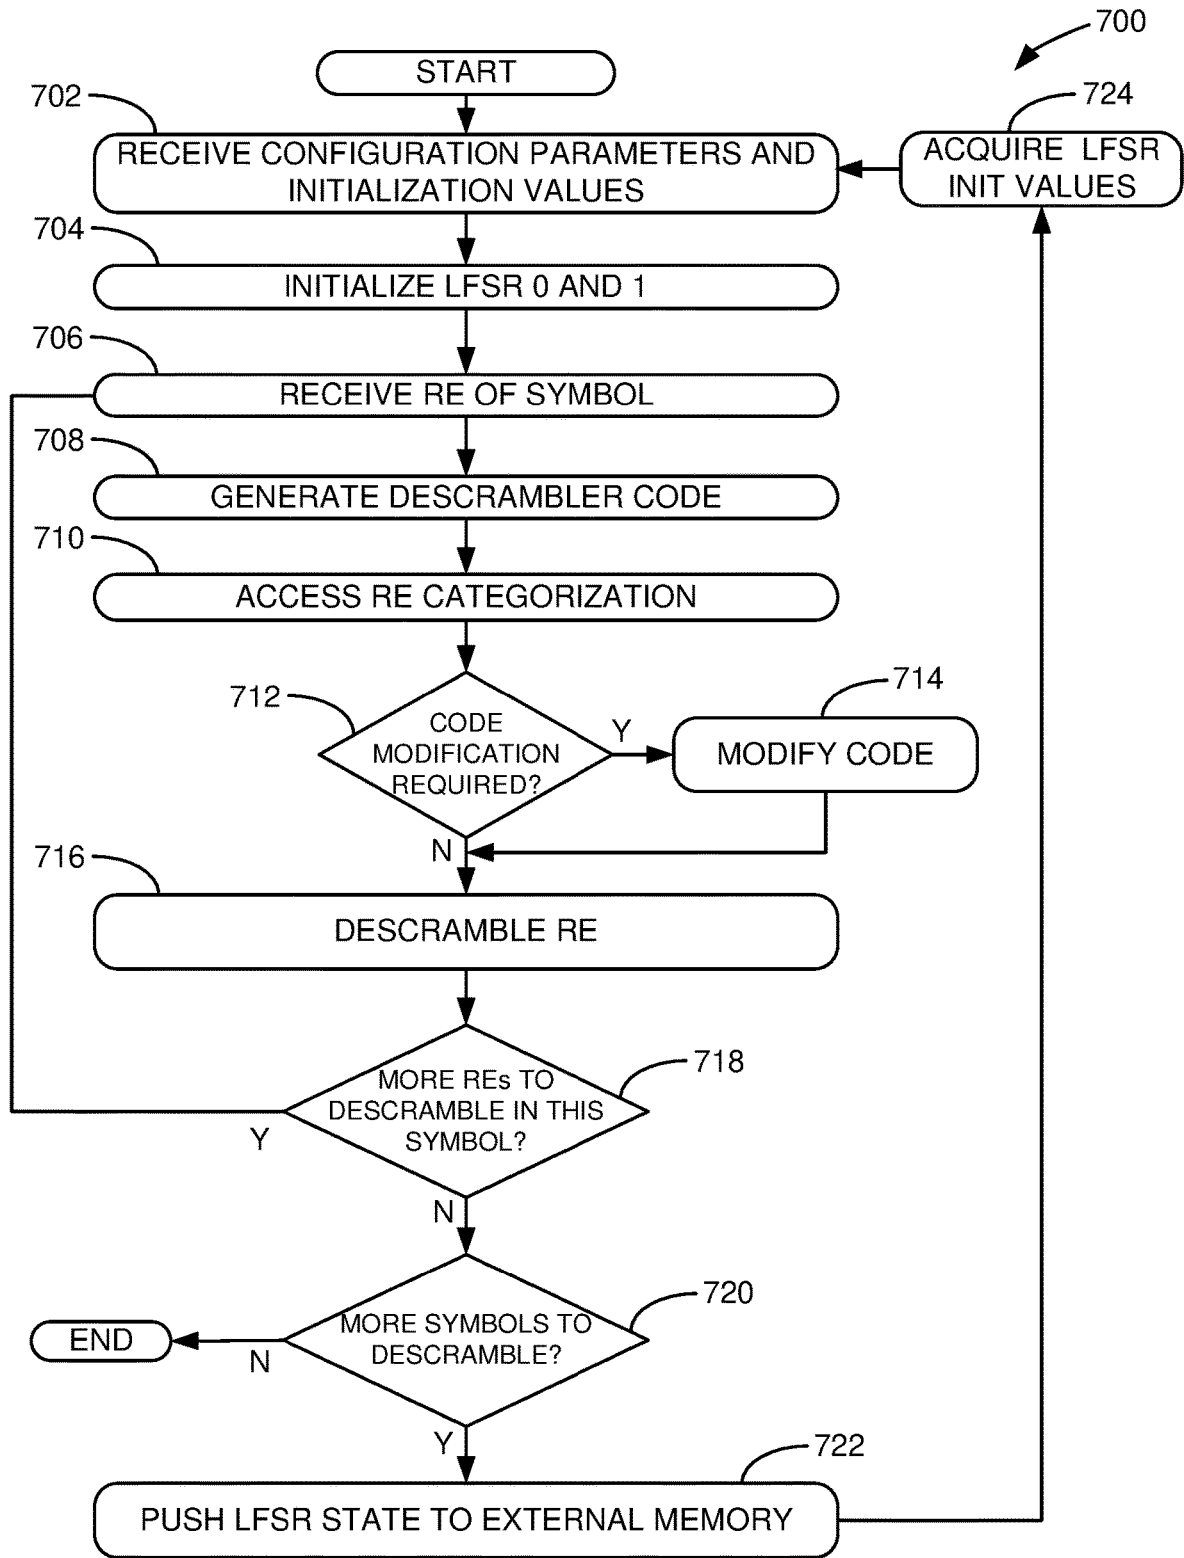 700
START
702
724
RECEIVE CONFIGURATION PARAMETERS AND
INITIALIZATION VALUES
ACQUIRE LFSR
INIT VALUES
704
INITIALIZE LFSR 0 AND 1
706
RECEIVE RE OF SYMBOL
708
GENERATE DESCRAMBLER CODE
710
ACCESS RE CATEGORIZATION
712
CODE
MODIFICATION
REQUIRED?
Y
714
MODIFY CODE
N
716
DESCRAMBLE RE
718
MORE REs TO
DESCRAMBLE IN THIS
SYMBOL?
Y
N
720
MORE SYMBOLS TO
DESCRAMBLE?
END
N
Y
722
PUSH LFSR STATE TO EXTERNAL MEMORY